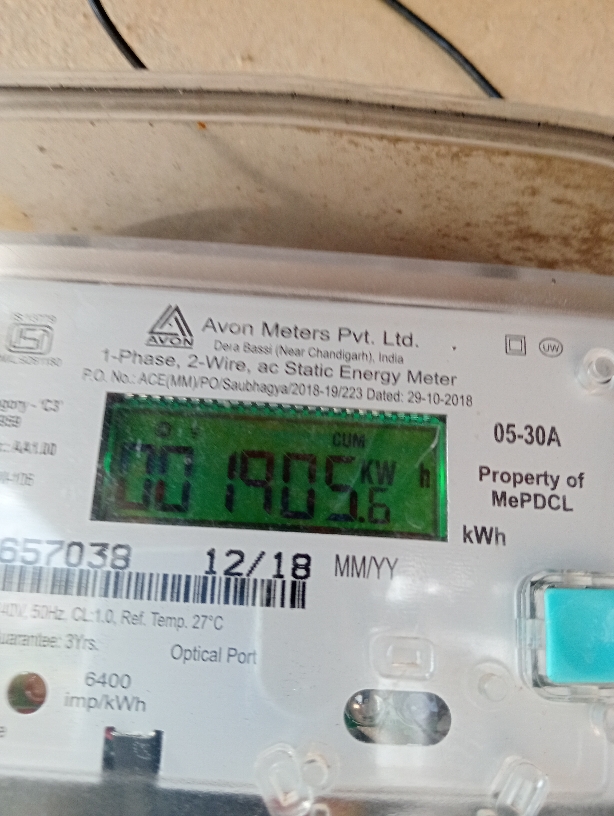 AVON
Avon Meters Pvt. Ltd.
Dera Bassi (Near Chandigarh), India
1-Phase, 2-Wire, ac Static Energy Meter
P.O. No.: ACE(MM)/PO/Saubhagya/2018-19/223 Dated: 29-10-2018
UW
CUM
001905.6 KW h
05-30A
Property of
MePDCL
kWh
657038 12/18 MM/YY
50Hz. CL:1.0, Ref. Temp. 27°C
3Yrs.
Optical Port
6400
imp/kWh